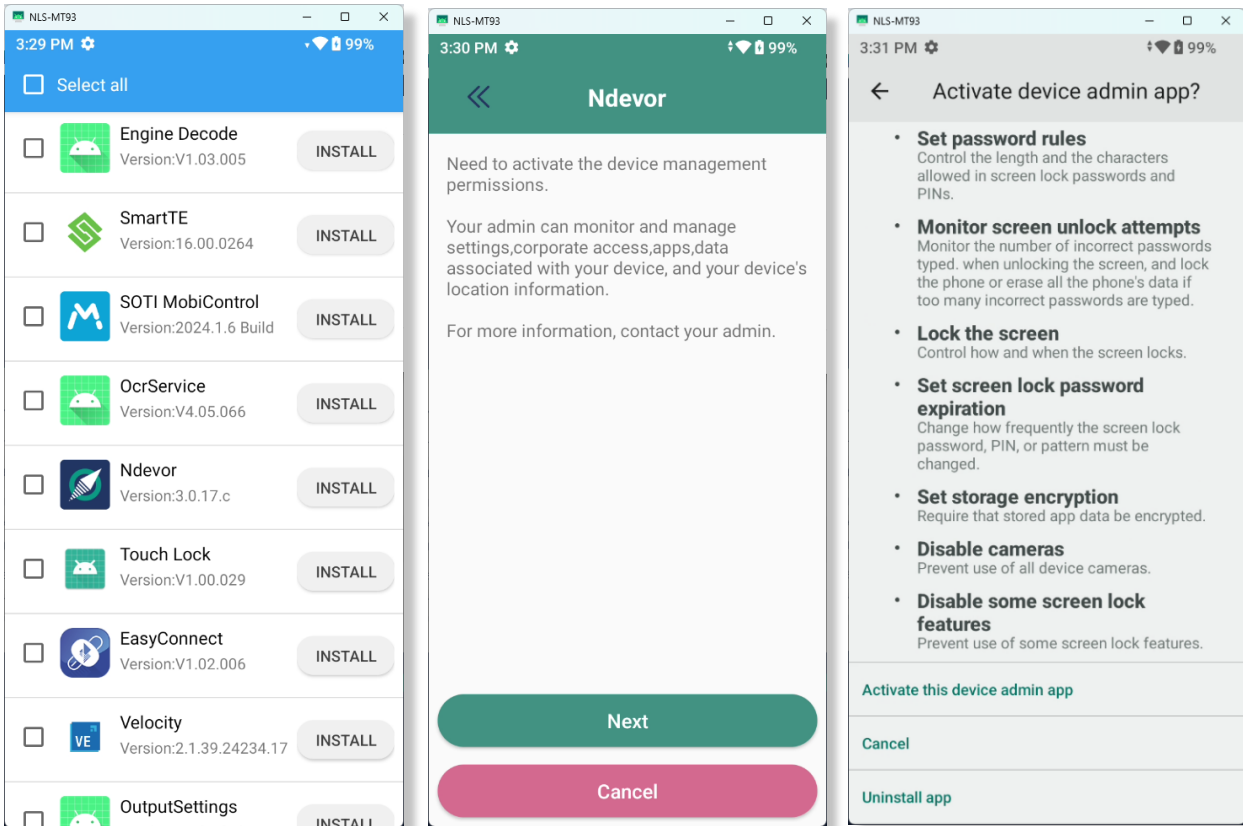 NLS-MT93
3:29 PM 99%
Select all
Engine Decode
Version:V1.03.005
INSTALL
SmartTE
Version:16.00.0264
INSTALL
SOTI MobiControl
Version:2024.1.6 Build
INSTALL
OcrService
Version:V4.05.066
INSTALL
Ndevor
Version:3.0.17.c
INSTALL
Touch Lock
Version:V1.00.029
INSTALL
EasyConnect
Version:V1.02.006
INSTALL
VE
Velocity
Version:2.1.39.24234.17
INSTALL
OutputSettings
INSTALL
NLS-MT93
3:30 PM 99%
Ndevor
Need to activate the device management
permissions.
Your admin can monitor and manage
settings,corporate access,apps,data
associated with your device, and your device's
location information.
For more information, contact your admin.
Next
Cancel
NLS-MT93
3:31 PM 99%
Activate device admin app?
• Set password rules
Control the length and the characters
allowed in screen lock passwords and
PINs.
• Monitor screen unlock attempts
Monitor the number of incorrect passwords
typed. when unlocking the screen, and lock
the phone or erase all the phone's data if
too many incorrect passwords are typed.
• Lock the screen
Control how and when the screen locks.
• Set screen lock password
expiration
Change how frequently the screen lock
password, PIN, or pattern must be
changed.
• Set storage encryption
Require that stored app data be encrypted.
• Disable cameras
Prevent use of all device cameras.
• Disable some screen lock
features
Prevent use of some screen lock features.
Activate this device admin app
Cancel
Uninstall app